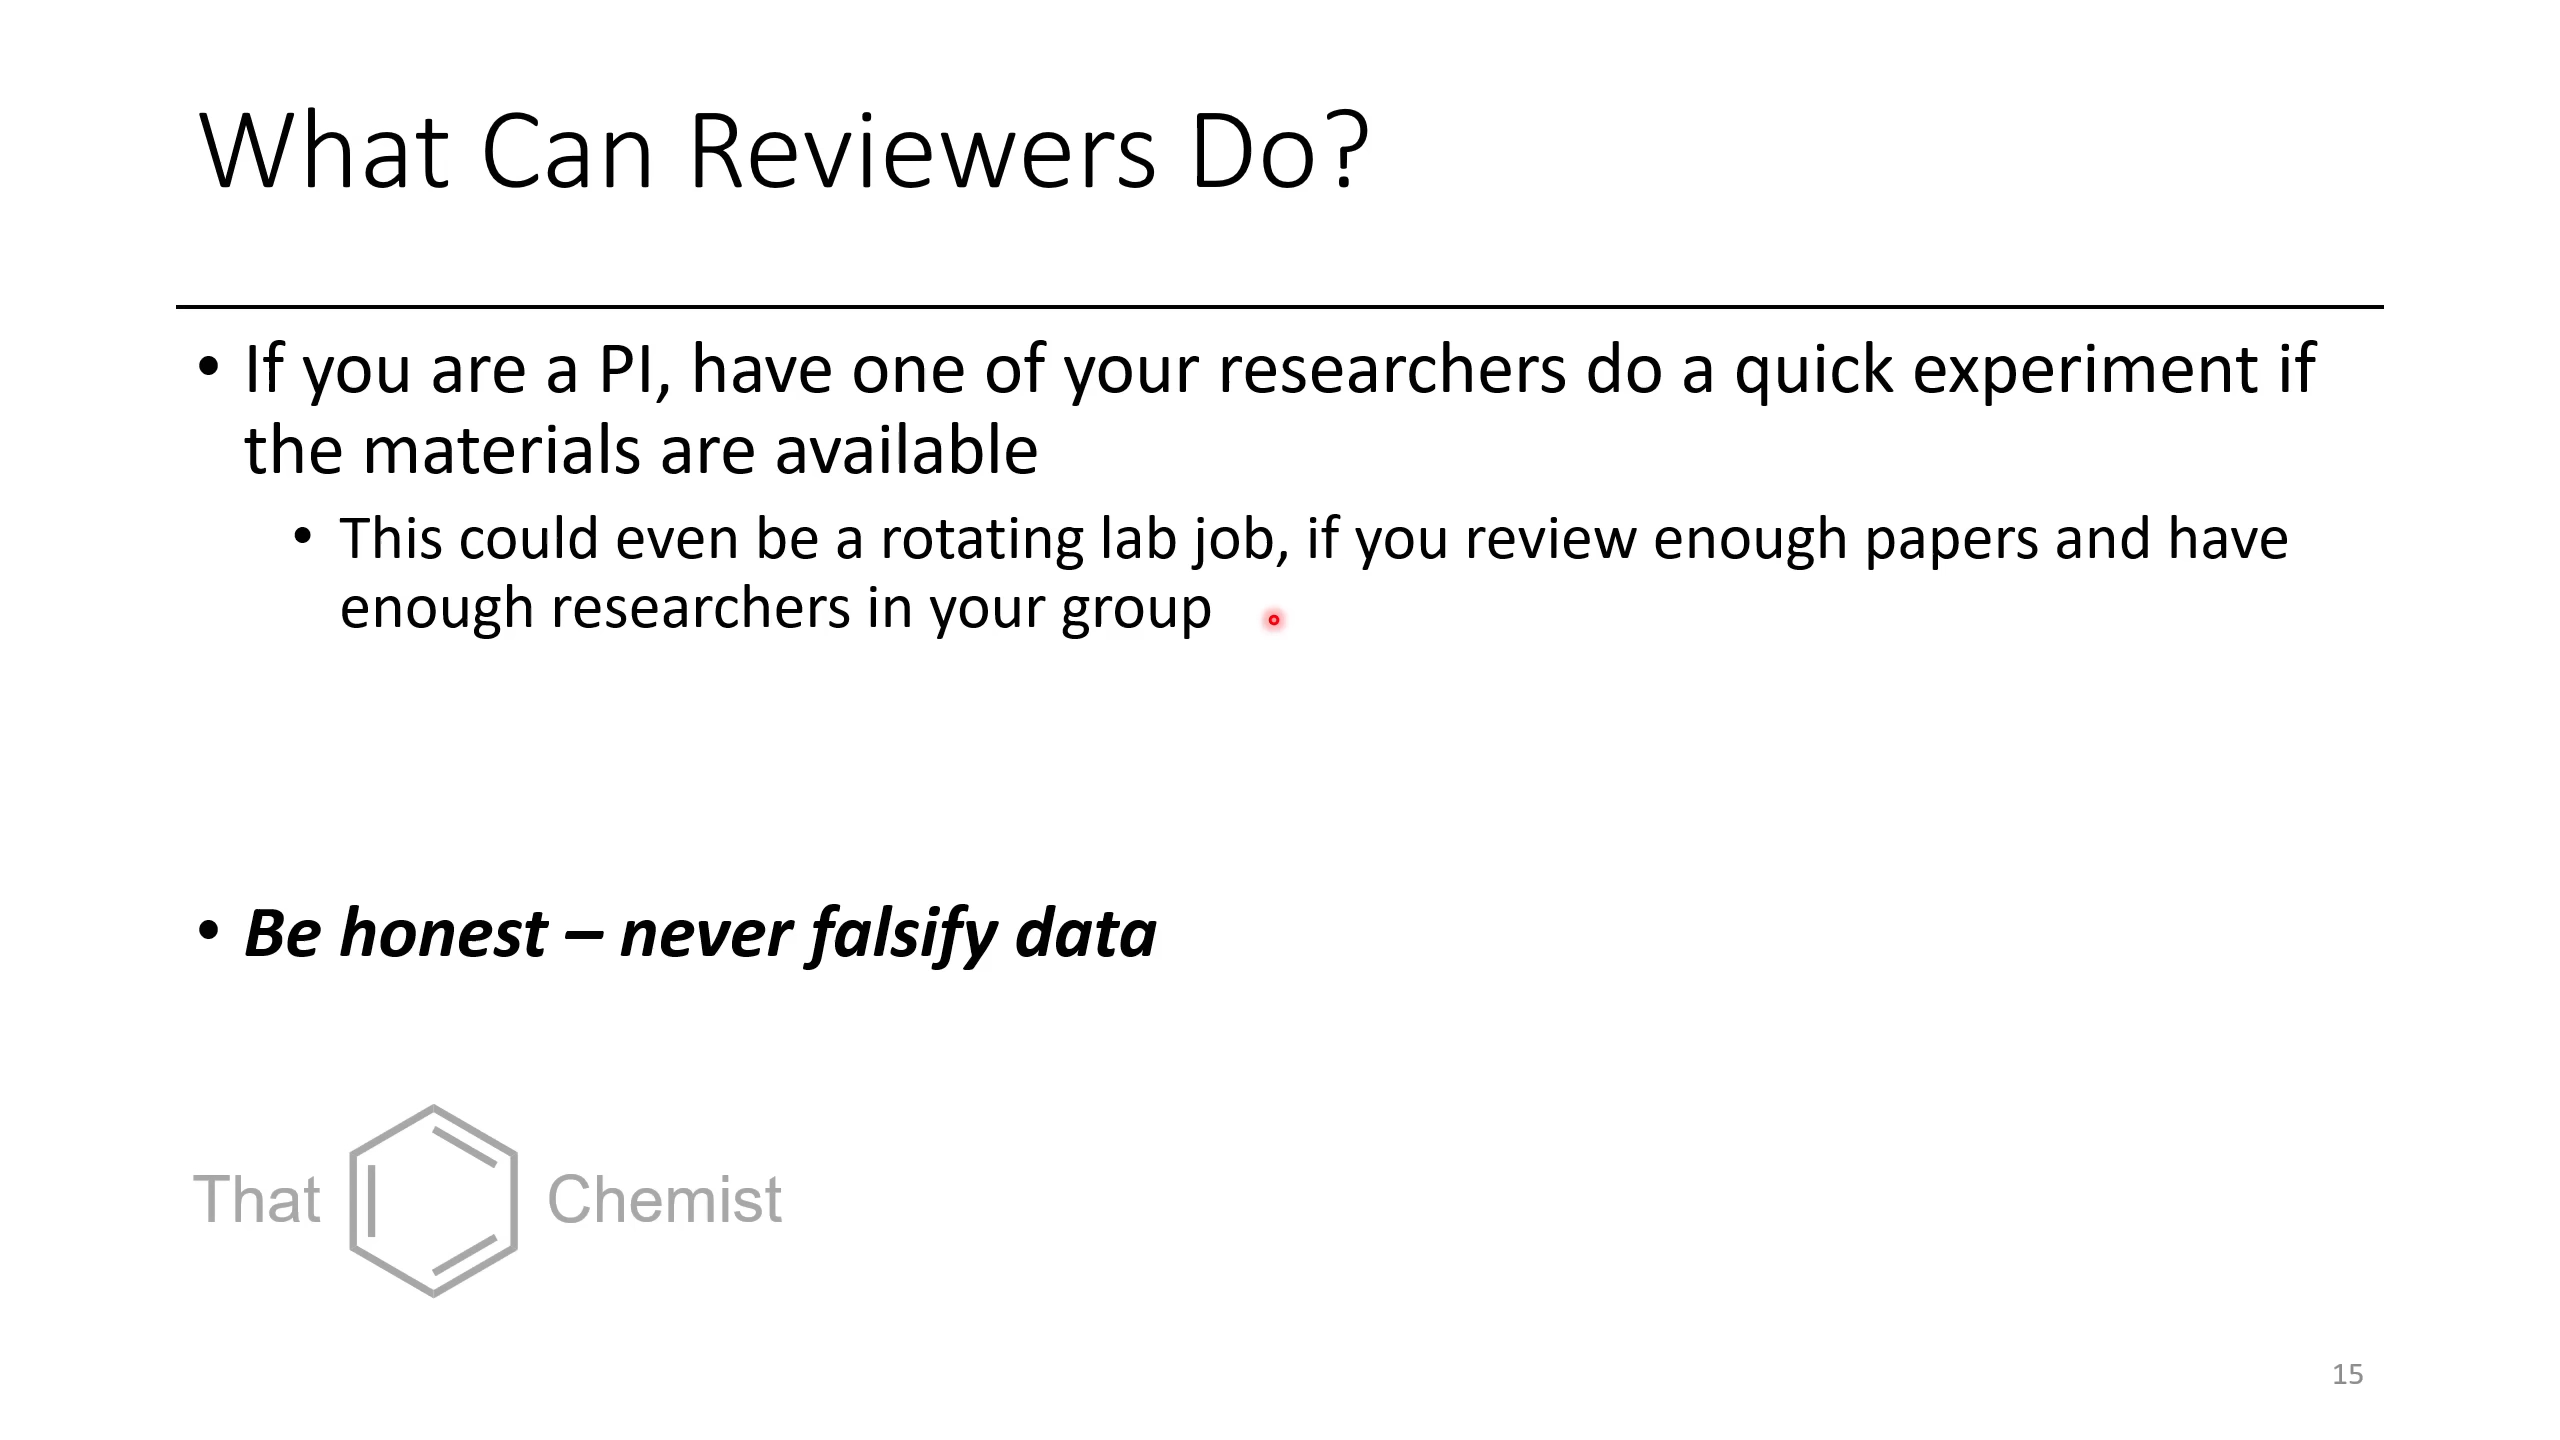 What Can Reviewers Do?
• If you are a PI, have one of your researchers do a quick experiment if
the materials are available
• This could even be a rotating lab job, if you review enough papers and have
enough researchers in your group
• Be honest – never falsify data
That Chemist
15